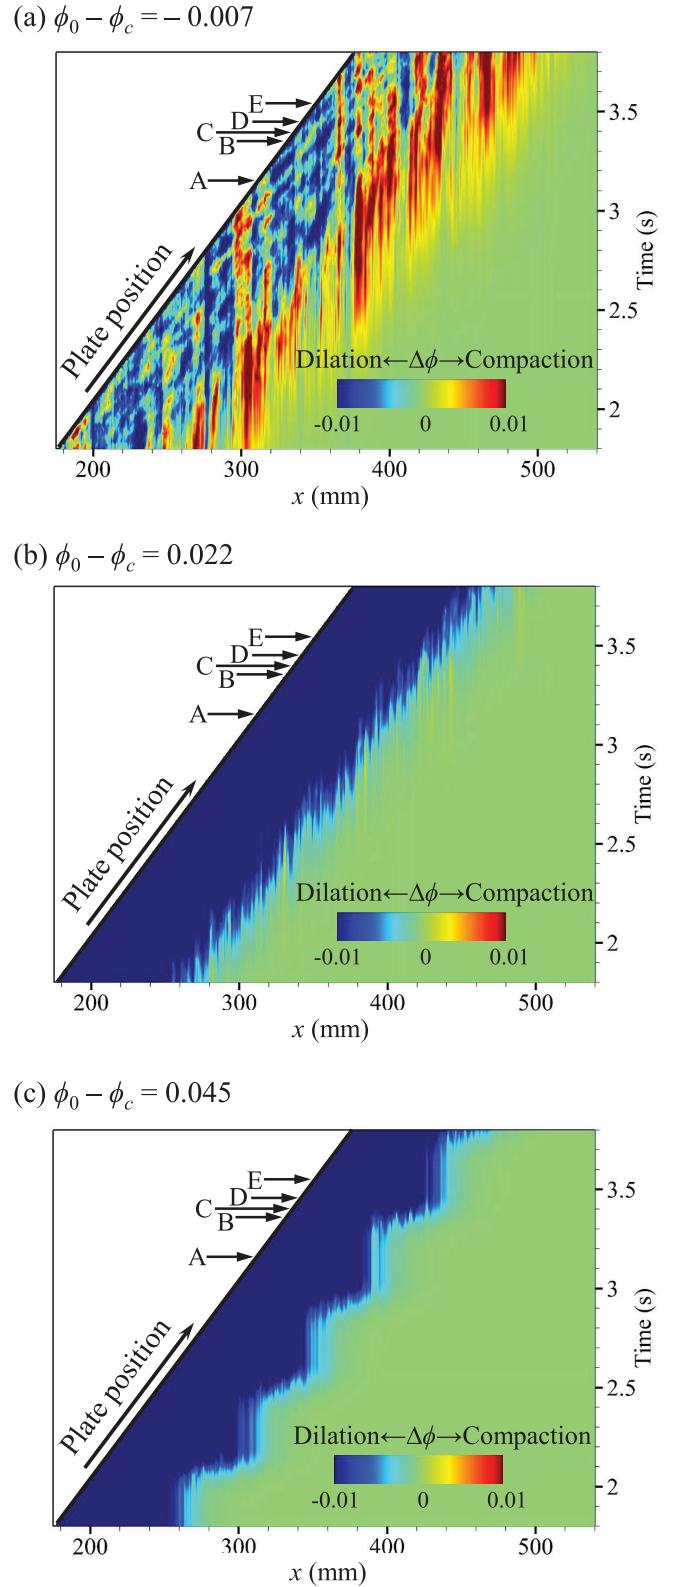 (a) ϕ₀ – ϕ_c = – 0.007
E
D
C
B
A
Plate position
Dilation←Δϕ→Compaction
-0.01 0 0.01
3.5
3
2.5
2
Time (s)
200 300 400 500
x (mm)
(b) ϕ₀ – ϕ_c = 0.022
E
D
C
B
A
Plate position
Dilation←Δϕ→Compaction
-0.01 0 0.01
3.5
3
2.5
2
Time (s)
200 300 400 500
x (mm)
(c) ϕ₀ – ϕ_c = 0.045
E
D
C
B
A
Plate position
Dilation←Δϕ→Compaction
-0.01 0 0.01
3.5
3
2.5
2
Time (s)
200 300 400 500
x (mm)